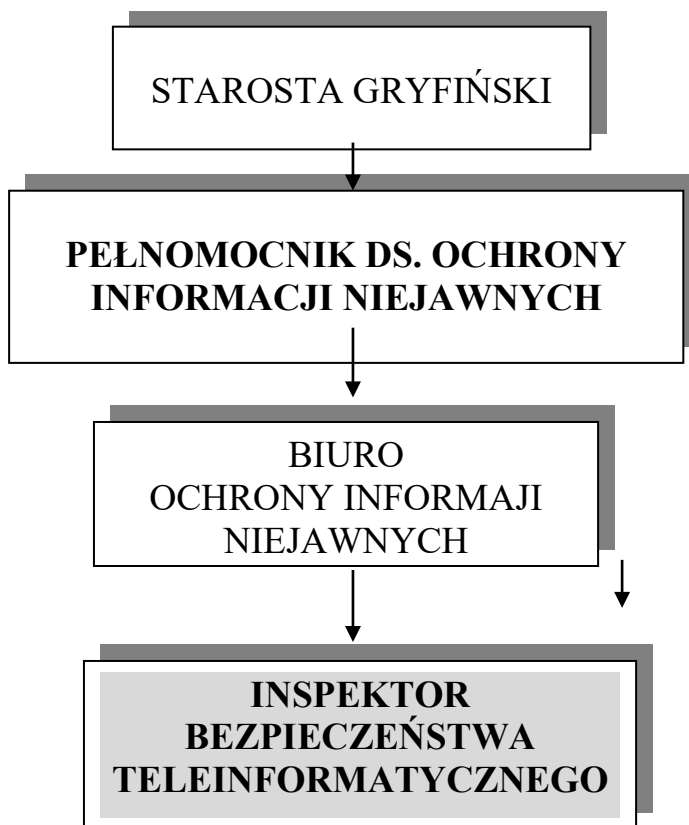 STAROSTA GRYFIŃSKI
PEŁNOMOCNIK DS. OCHRONY
INFORMACJI NIEJAWNYCH
BIURO
OCHRONY INFORMAJI
NIEJAWNYCH
INSPEKTOR
BEZPIECZEŃSTWA
TELEINFORMATYCZNEGO